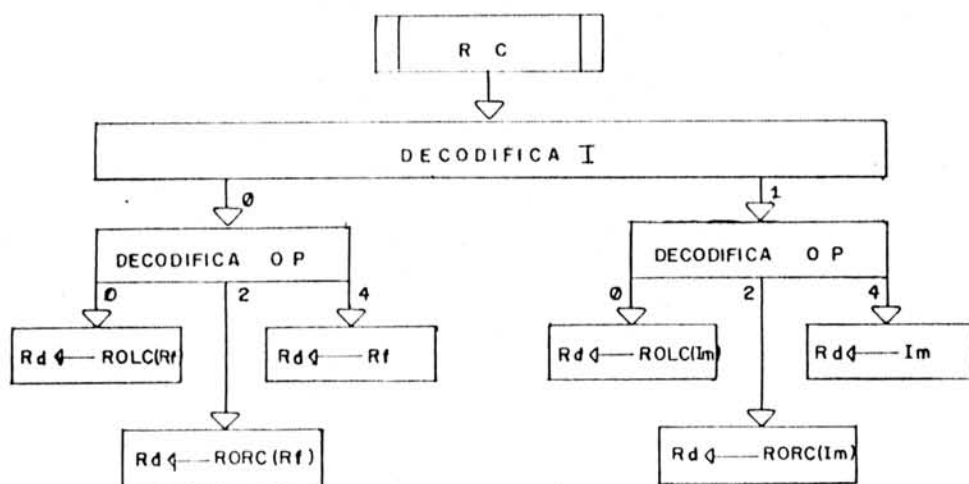 R C
DECODIFICA I
0 1
DECODIFICA OP DECODIFICA OP
0 2 4 0 2 4
Rd ROLC(Rf) Rd Rf Rd ROLC(Im) Rd Im
Rd RORC(Rf) Rd RORC(Im)